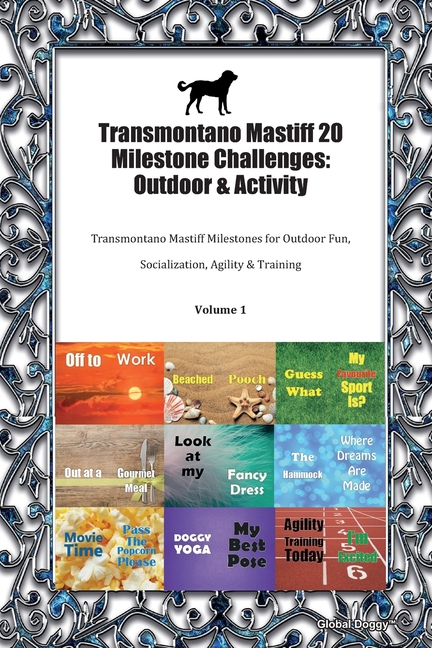 Transmontano Mastiff 20
Milestone Challenges:
Outdoor & Activity
Transmontano Mastiff Milestones for Outdoor Fun,
Socialization, Agility & Training
Volume 1
Off to Work
Beached Pooch
Guess
What
My
Favourite
Sport
Is?
Out at a Gourmet
Meal
Look
at
my
Fancy
Dress
The
Hammock
Where
Dreams
Are
Made
Movie
Time
Pass
The
Popcorn
Please
DOGGY
YOGA
My
Best
Pose
Agility
Training
Today
I'm
Excited
6
Global Doggy